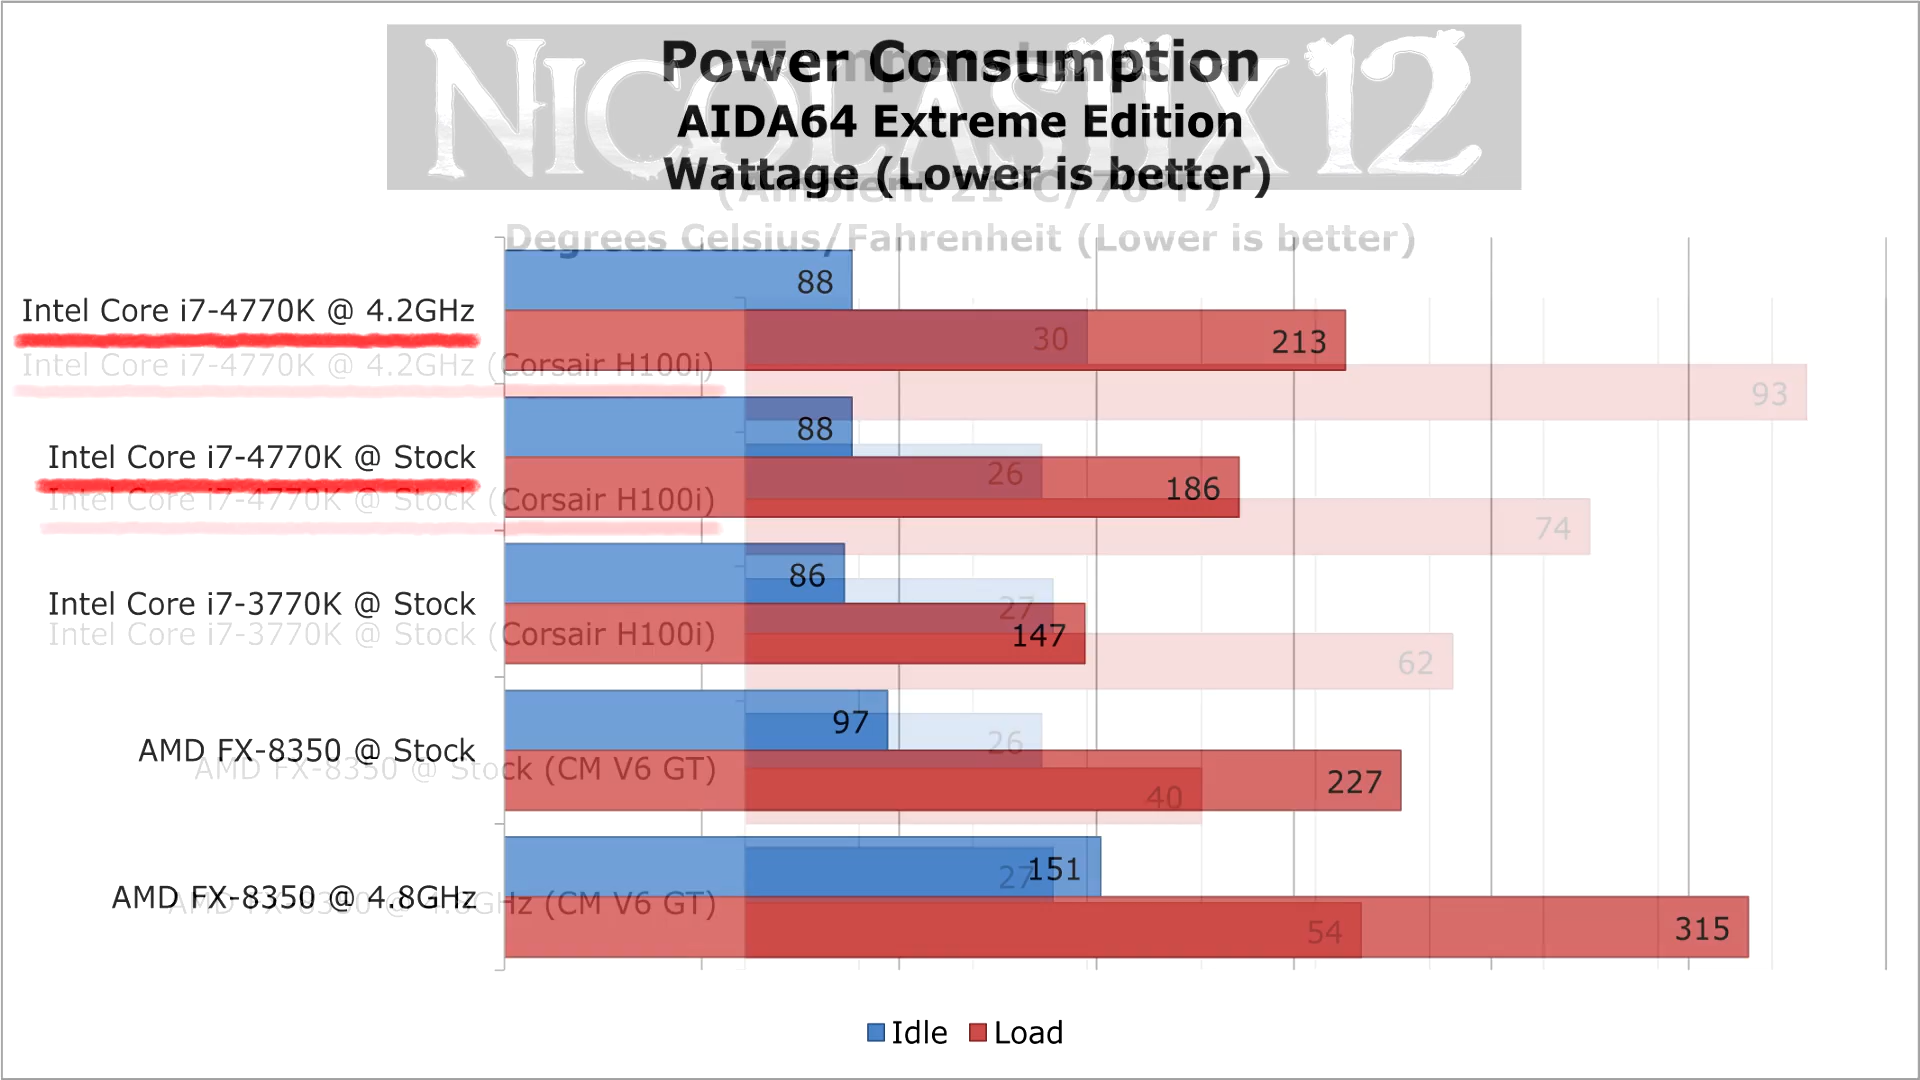 NICOLAS11X12
Power Consumption
AIDA64 Extreme Edition
Wattage (Lower is better)
(Ambient 21°C/70°F)
Degrees Celsius/Fahrenheit (Lower is better)
88
Intel Core i7-4770K @ 4.2GHz
30
213
Intel Core i7-4770K @ 4.2GHz (Corsair H100i)
93
88
Intel Core i7-4770K @ Stock
26
186
Intel Core i7-4770K @ Stock (Corsair H100i)
74
86
Intel Core i7-3770K @ Stock
27
147
Intel Core i7-3770K @ Stock (Corsair H100i)
62
97
AMD FX-8350 @ Stock
26
227
AMD FX-8350 @ Stock (CM V6 GT)
40
151
27
AMD FX-8350 @ 4.8GHz
AMD FX-8350 @ 4.8GHz (CM V6 GT)
54
315
Idle Load